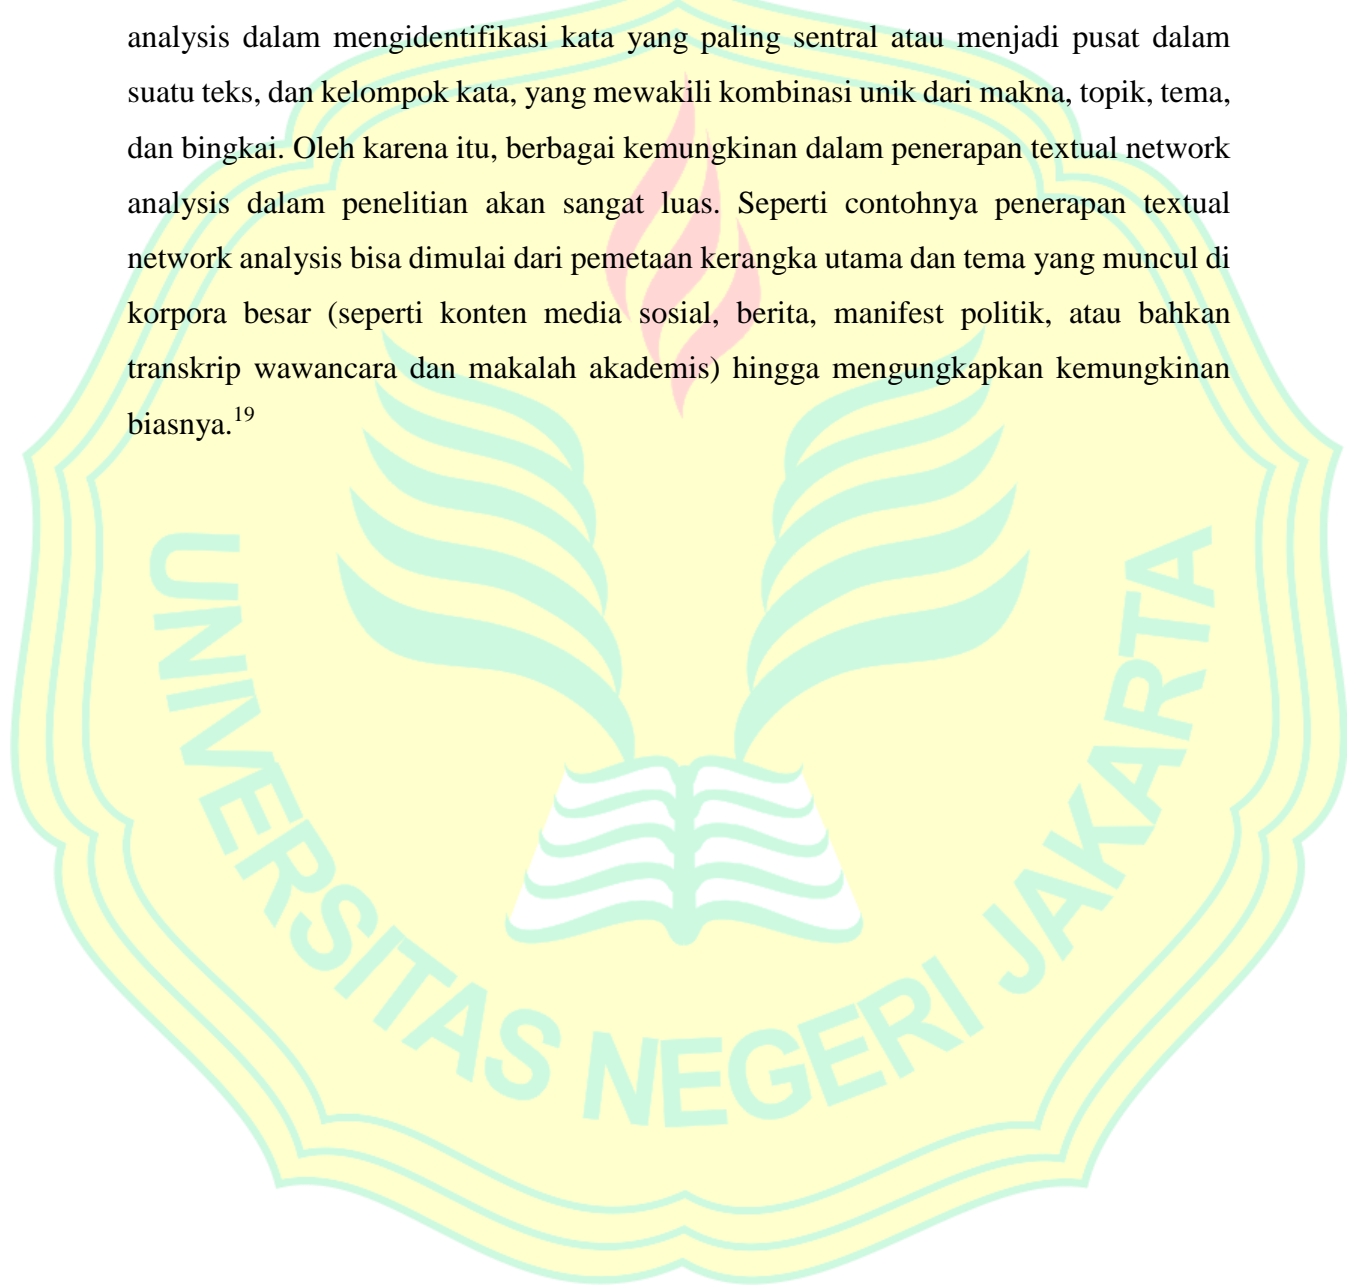 analysis dalam mengidentifikasi kata yang paling sentral atau menjadi pusat dalam
suatu teks, dan kelompok kata, yang mewakili kombinasi unik dari makna, topik, tema,
dan bingkai. Oleh karena itu, berbagai kemungkinan dalam penerapan textual network
analysis dalam penelitian akan sangat luas. Seperti contohnya penerapan textual
network analysis bisa dimulai dari pemetaan kerangka utama dan tema yang muncul di
korpora besar (seperti konten media sosial, berita, manifest politik, atau bahkan
transkrip wawancara dan makalah akademis) hingga mengungkapkan kemungkinan
biasnya.19
UNIVERSITAS NEGERI JAKARTA